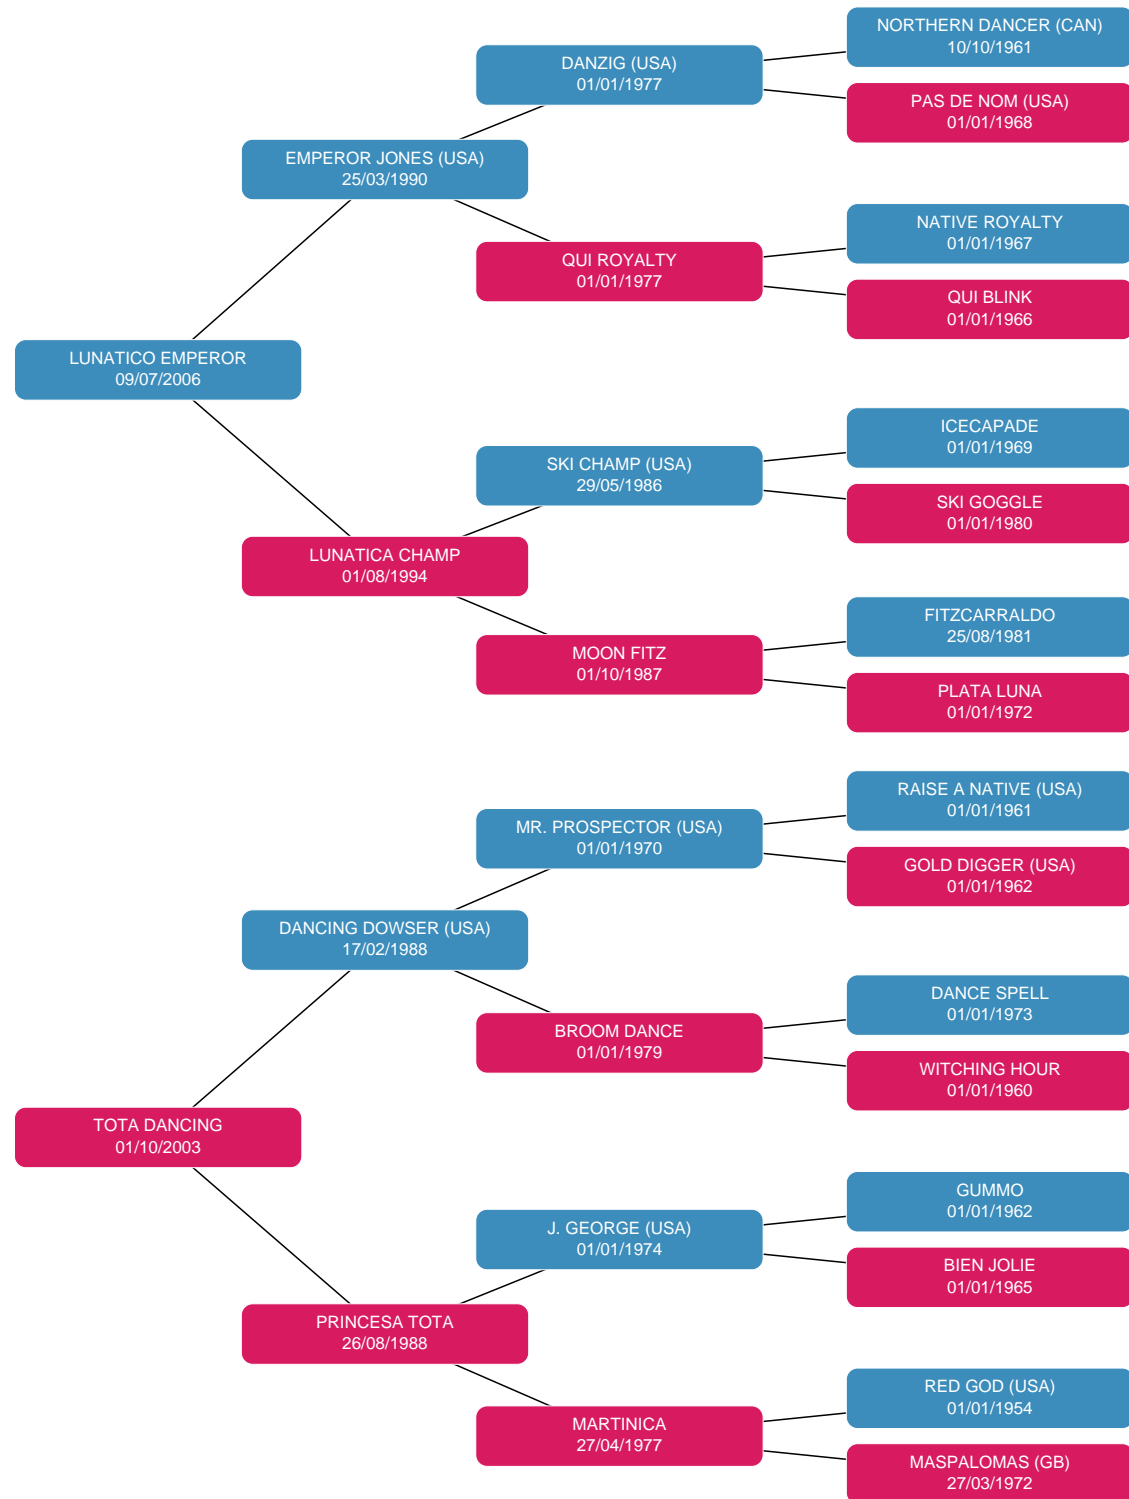 NORTHERN DANCER (CAN)
10/10/1961
DANZIG (USA)
01/01/1977
PAS DE NOM (USA)
01/01/1968
EMPEROR JONES (USA)
25/03/1990
NATIVE ROYALTY
01/01/1967
QUI ROYALTY
01/01/1977
QUI BLINK
01/01/1966
LUNATICO EMPEROR
09/07/2006
ICECAPADE
01/01/1969
SKI CHAMP (USA)
29/05/1986
SKI GOGGLE
01/01/1980
LUNATICA CHAMP
01/08/1994
FITZCARRALDO
25/08/1981
MOON FITZ
01/10/1987
PLATA LUNA
01/01/1972
RAISE A NATIVE (USA)
01/01/1961
MR. PROSPECTOR (USA)
01/01/1970
GOLD DIGGER (USA)
01/01/1962
DANCING DOWSER (USA)
17/02/1988
DANCE SPELL
01/01/1973
BROOM DANCE
01/01/1979
WITCHING HOUR
01/01/1960
TOTA DANCING
01/10/2003
GUMMO
01/01/1962
J. GEORGE (USA)
01/01/1974
BIEN JOLIE
01/01/1965
PRINCESA TOTA
26/08/1988
RED GOD (USA)
01/01/1954
MARTINICA
27/04/1977
MASPALOMAS (GB)
27/03/1972